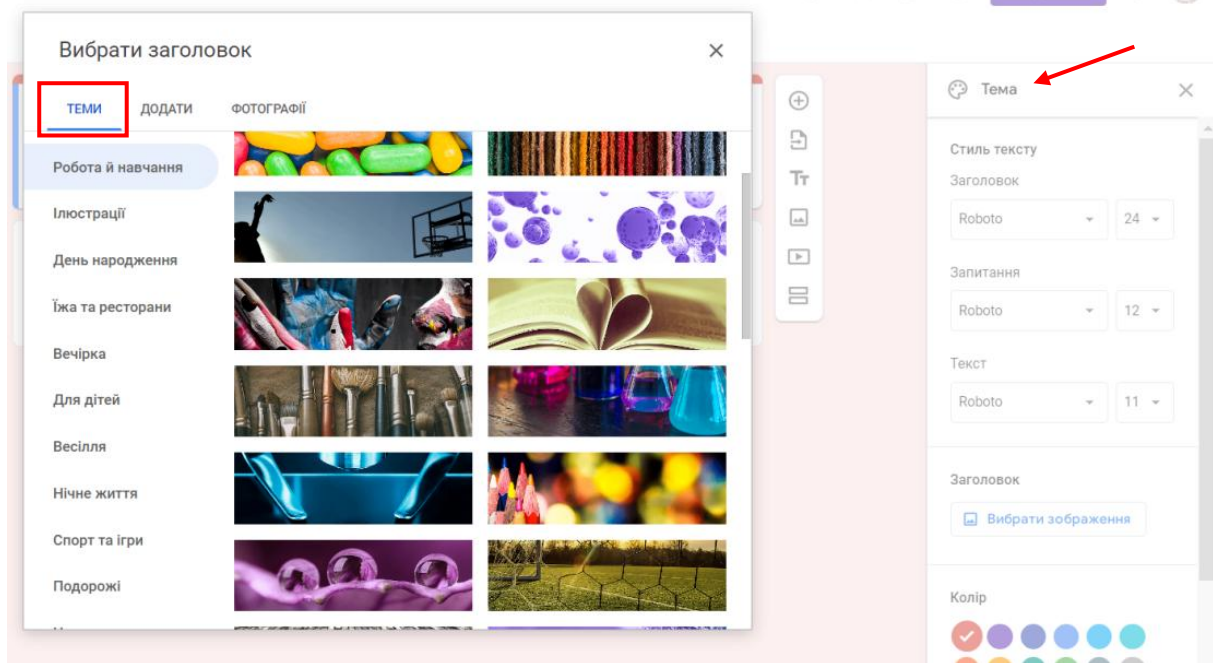 Вибрати заголовок
ТЕМИ ДОДАТИ ФОТОГРАФІЇ
Робота й навчання
Ілюстрації
День народження
Їжа та ресторани
Вечірка
Для дітей
Весілля
Нічне життя
Спорт та ігри
Подорожі
Тт
Тема
Стиль тексту
Заголовок
Roboto 24
Запитання
Roboto 12
Текст
Roboto 11
Заголовок
Вибрати зображення
Колір